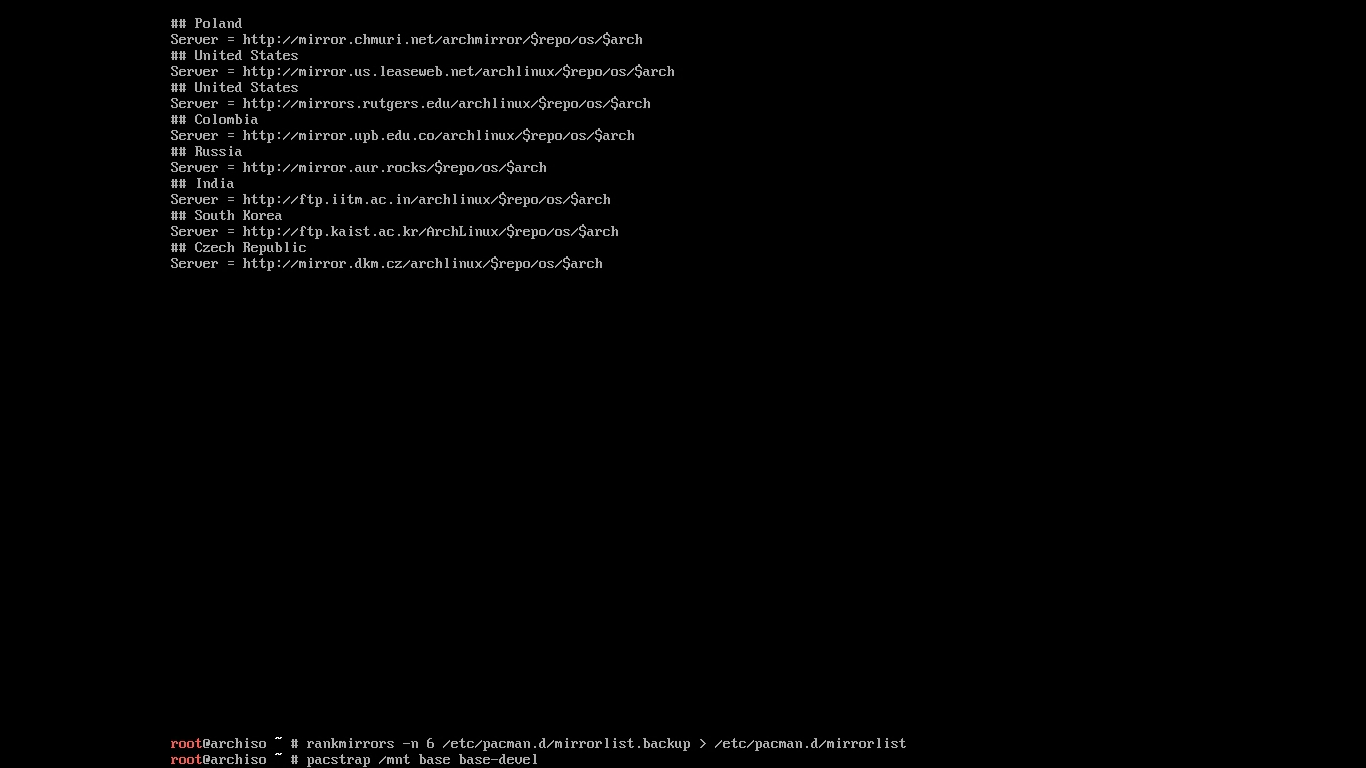 ## Poland
Server = http://mirror.chmuri.net/archmirror/$repo/os/$arch
## United States
Server = http://mirror.us.leaseweb.net/archlinux/$repo/os/$arch
## United States
Server = http://mirrors.rutgers.edu/archlinux/$repo/os/$arch
## Colombia
Server = http://mirror.upb.edu.co/archlinux/$repo/os/$arch
## Russia
Server = http://mirror.aur.rocks/$repo/os/$arch
## India
Server = http://ftp.iitm.ac.in/archlinux/$repo/os/$arch
## South Korea
Server = http://ftp.kaist.ac.kr/ArchLinux/$repo/os/$arch
## Czech Republic
Server = http://mirror.dkm.cz/archlinux/$repo/os/$arch
root@archiso ~ # rankmirrors -n 6 /etc/pacman.d/mirrorlist.backup > /etc/pacman.d/mirrorlist
root@archiso ~ # pacstrap /mnt base base-devel